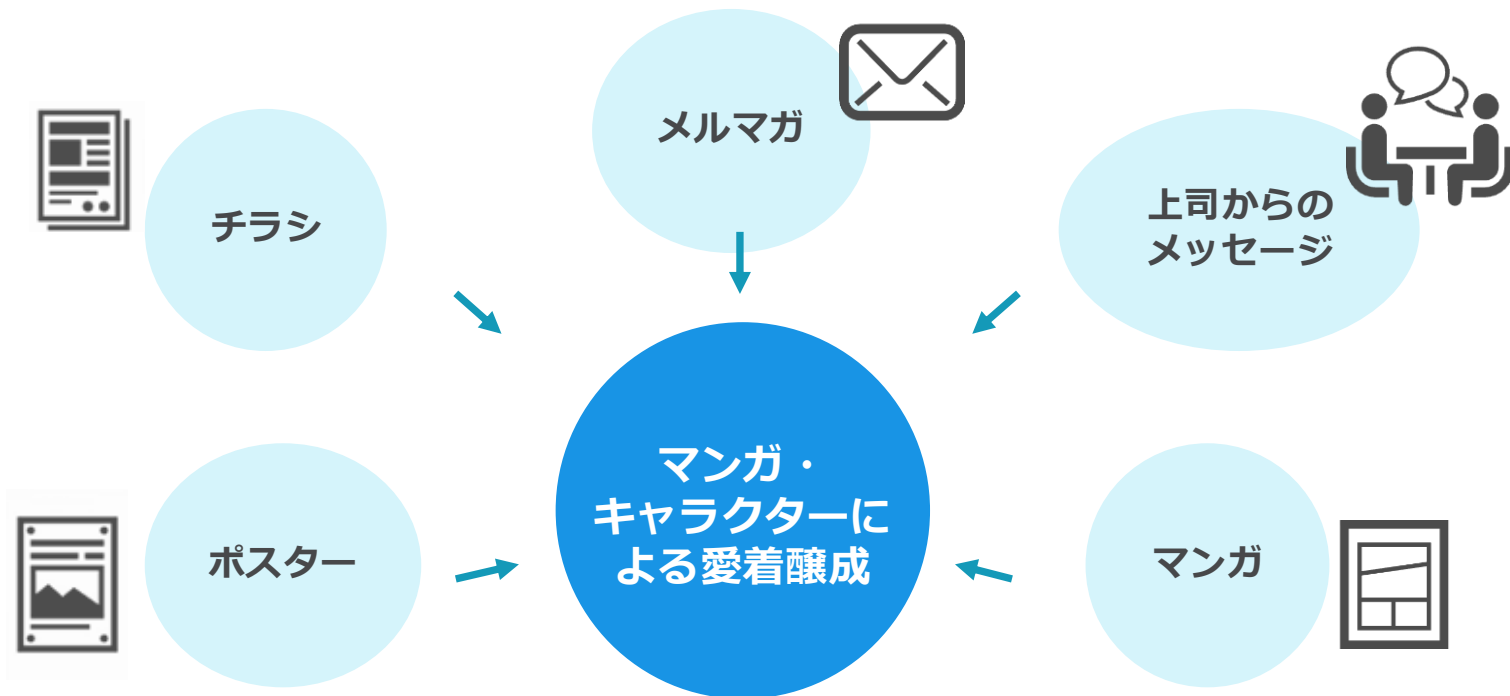 メルマガ
チラシ
上司からの
メッセージ
マンガ・
キャラクターに
よる愛着醸成
ポスター
マンガ